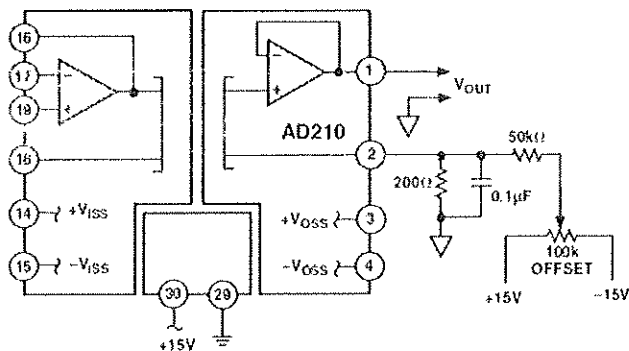 16
17
19
16
14
+VISS
15
−VISS
30
29
+15V
1
VOUT
AD210
2
50kΩ
200Ω
0.1µF
+VOSS
3
−VOSS
4
100k
OFFSET
+15V
−15V